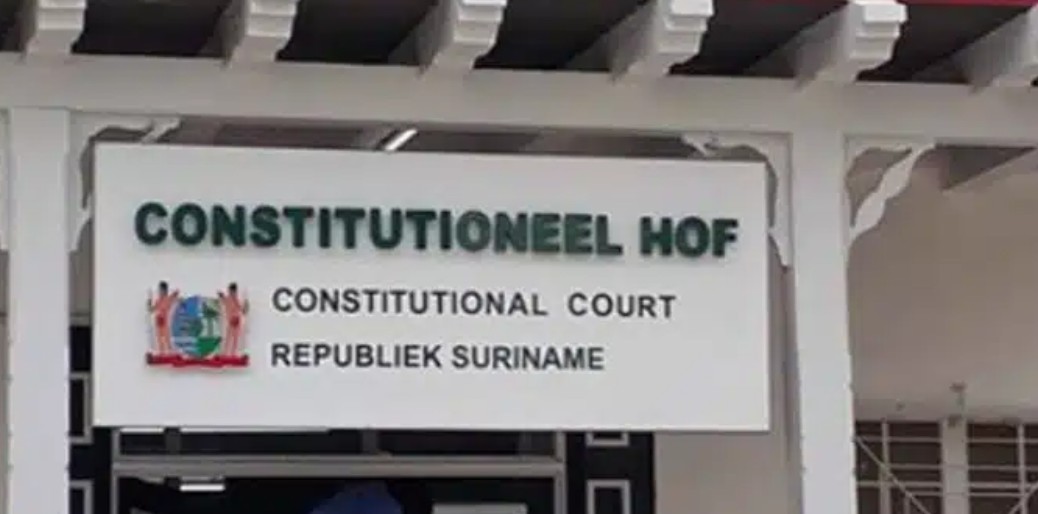 CONSTITUTIONEEL HOF
CONSTITUTIONAL COURT
REPUBLIEK SURINAME